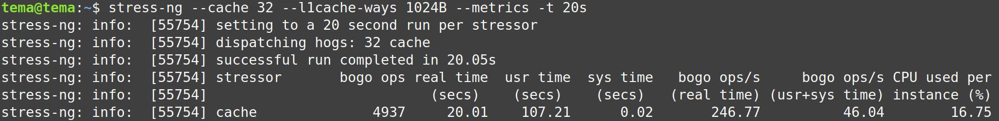 tema@tema:~$ stress-ng --cache 32 --l1cache-ways 1024B --metrics -t 20s
stress-ng: info:  [55754] setting to a 20 second run per stressor
stress-ng: info:  [55754] dispatching hogs: 32 cache
stress-ng: info:  [55754] successful run completed in 20.05s
stress-ng: info:  [55754] stressor       bogo ops real time  usr time  sys time   bogo ops/s     bogo ops/s CPU used per
stress-ng: info:  [55754]                           (secs)    (secs)    (secs)   (real time) (usr+sys time) instance (%)
stress-ng: info:  [55754] cache              4937     20.01    107.21      0.02       246.77          46.04        16.75